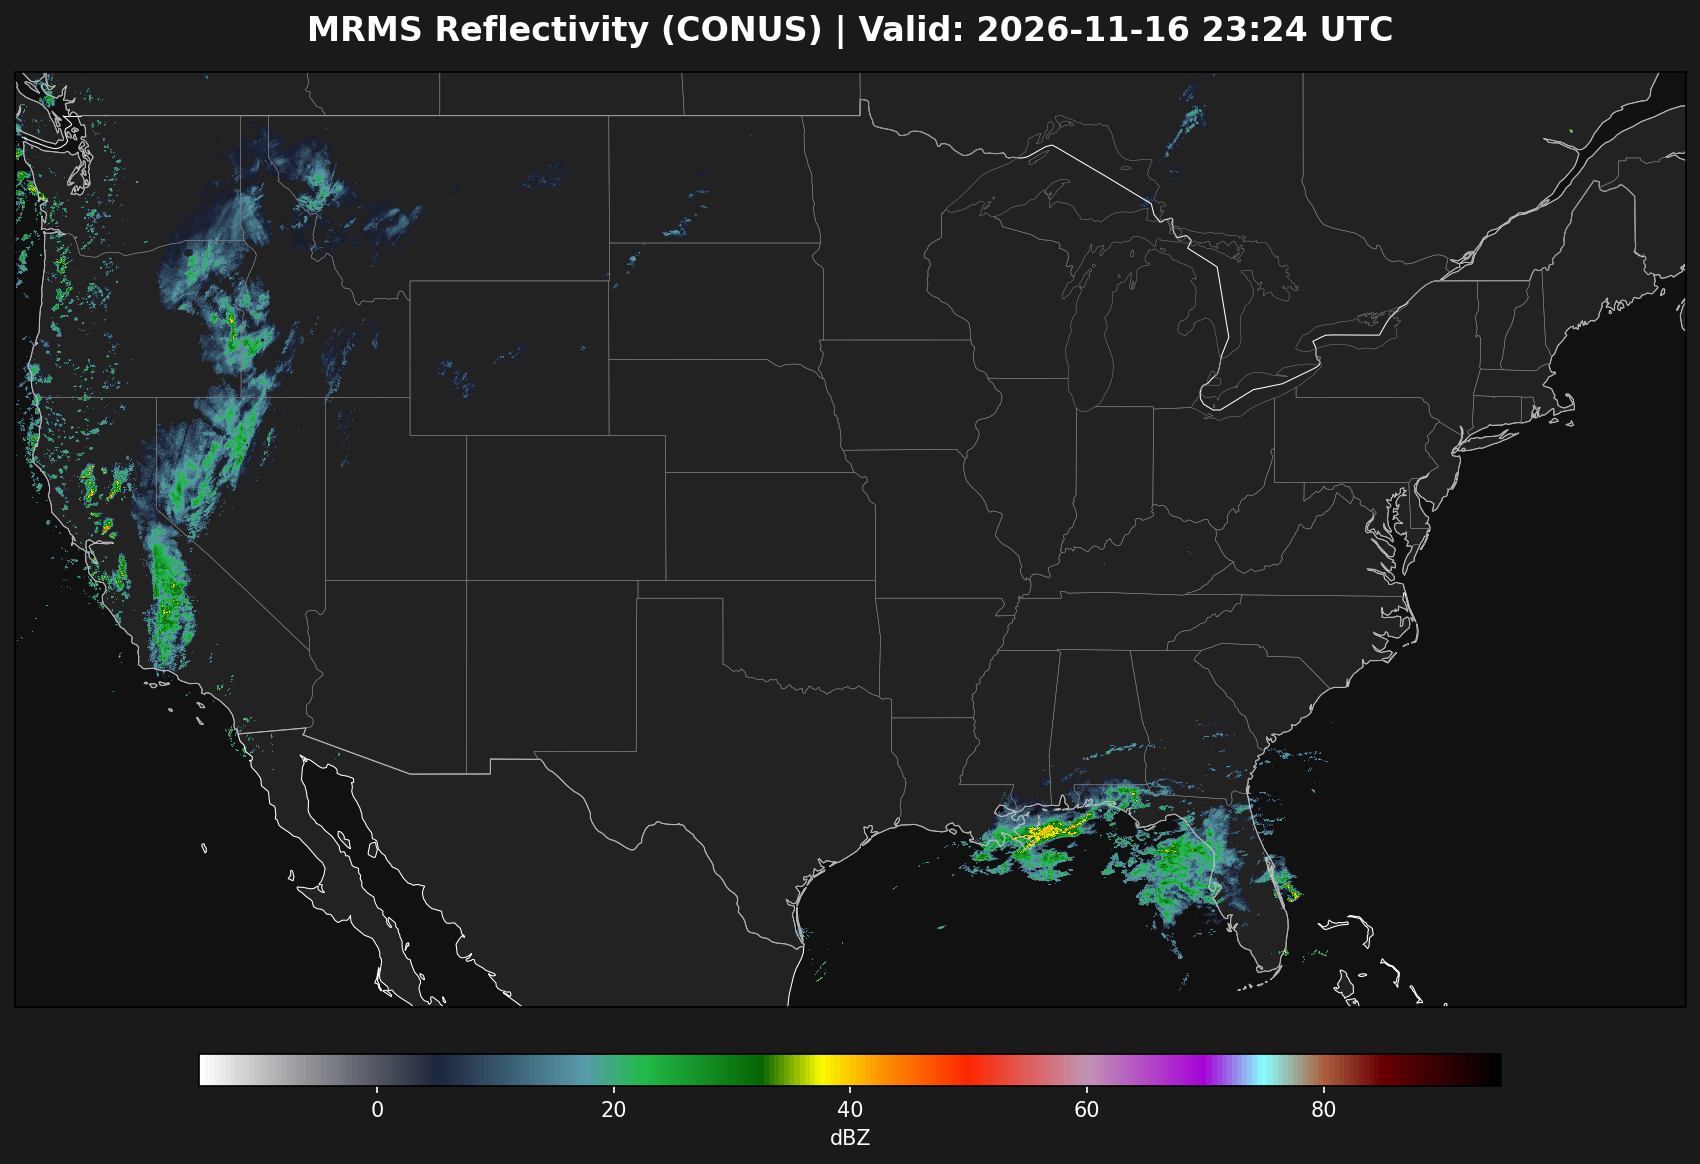 MRMS Reflectivity (CONUS) | Valid: 2026-11-16 23:24 UTC
0 20 40 60 80
dBZ